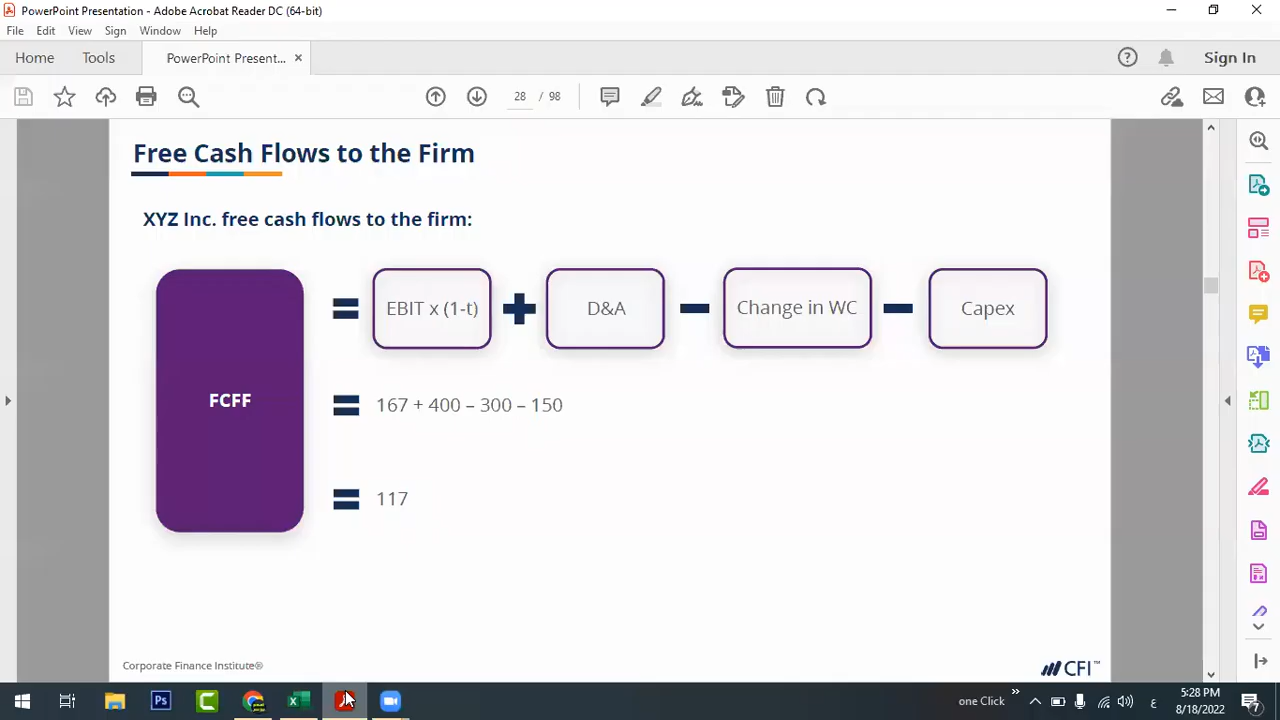 PowerPoint Presentation - Adobe Acrobat Reader DC (64-bit)
File Edit View Sign Window Help
Home Tools PowerPoint Present... × Sign In
28 / 98
Free Cash Flows to the Firm
XYZ Inc. free cash flows to the firm:
FCFF
= EBIT x (1-t) + D&A − Change in WC − Capex
= 167 + 400 – 300 – 150
= 117
Corporate Finance Institute®
CFI™
Ps
C
one Click
»
ع
5:28 PM
8/18/2022
7